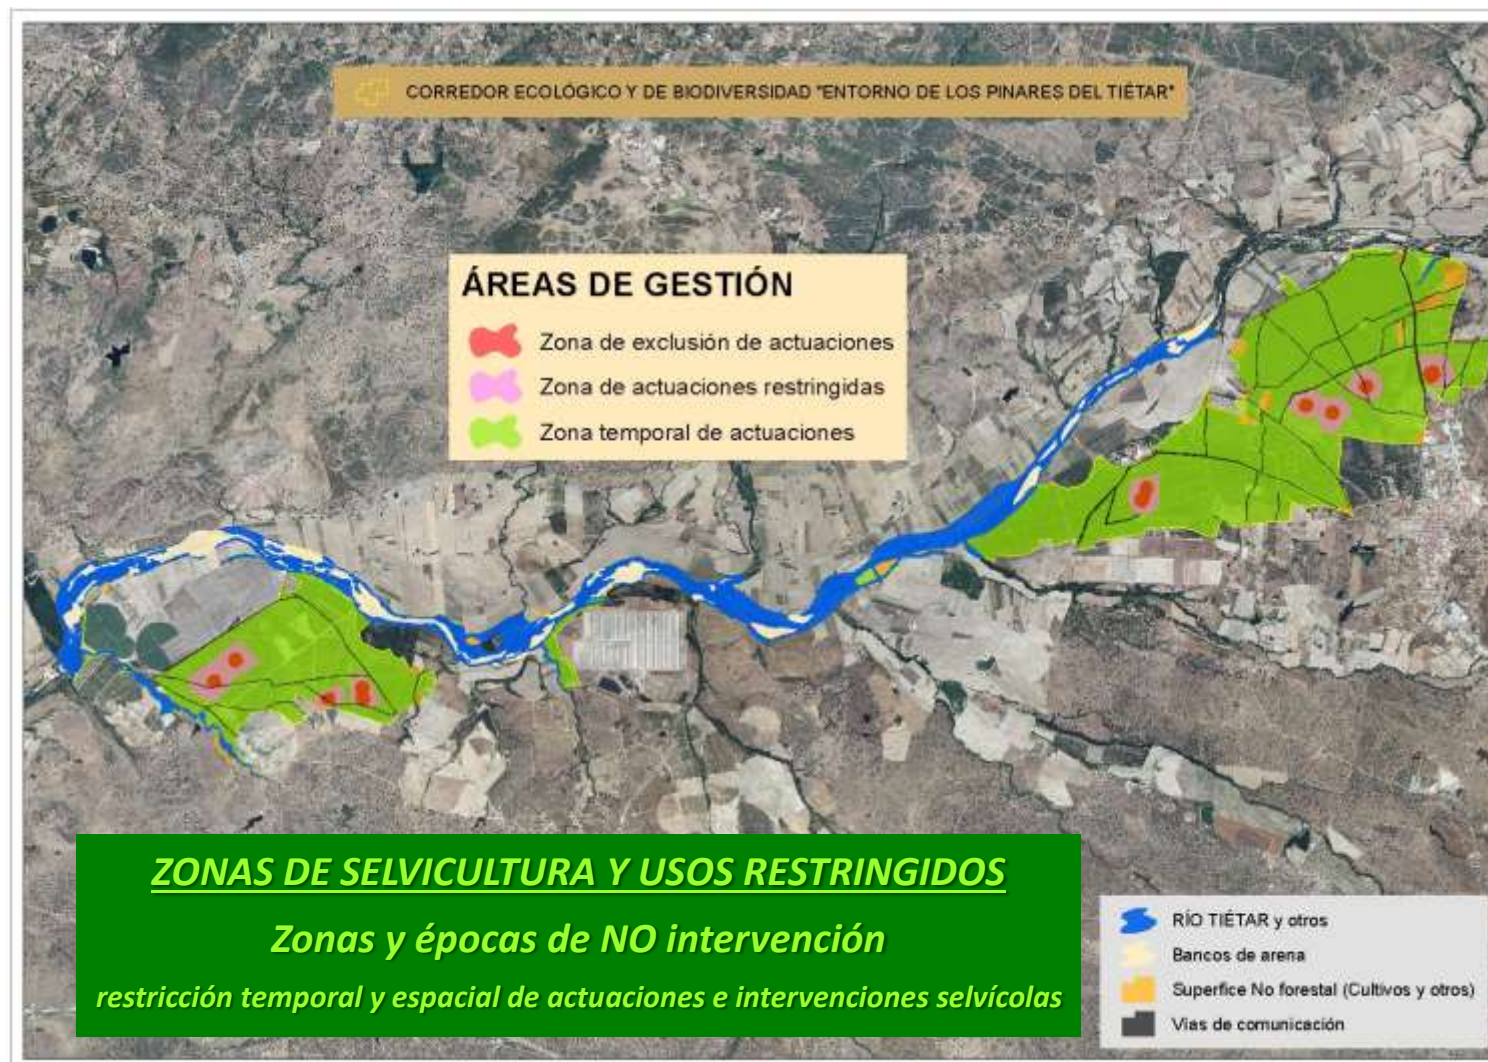 CORREDOR ECOLÓGICO Y DE BIODIVERSIDAD "ENTORNO DE LOS PINARES DEL TIÉTAR"
ÁREAS DE GESTIÓN
Zona de exclusión de actuaciones
Zona de actuaciones restringidas
Zona temporal de actuaciones
ZONAS DE SELVICULTURA Y USOS RESTRINGIDOS
Zonas y épocas de NO intervención
restricción temporal y espacial de actuaciones e intervenciones selvícolas
RÍO TIÉTAR y otros
Bancos de arena
Superfice No forestal (Cultivos y otros)
Vias de comunicación